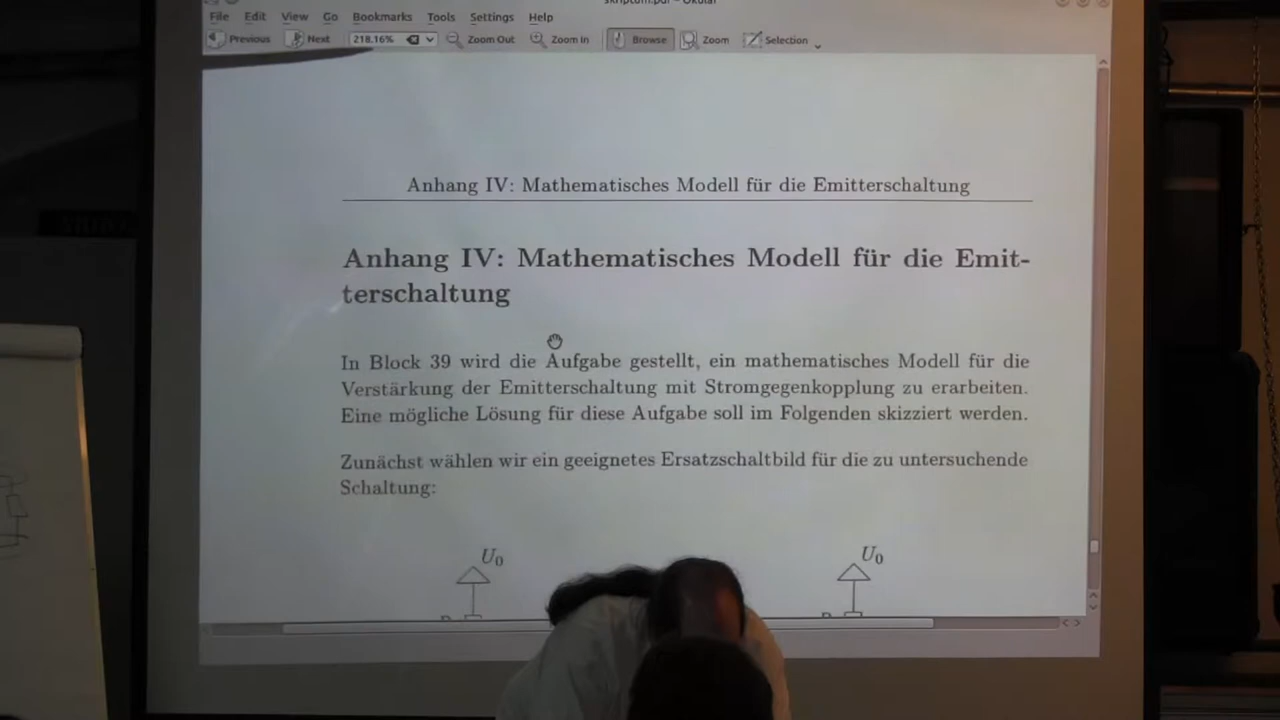 skriptum.pdf – Okular
File Edit View Go Bookmarks Tools Settings Help
Previous Next 218.16% Zoom Out Zoom In Browse Zoom Selection
Anhang IV: Mathematisches Modell für die Emitterschaltung
Anhang IV: Mathematisches Modell für die Emit-
terschaltung
In Block 39 wird die Aufgabe gestellt, ein mathematisches Modell für die
Verstärkung der Emitterschaltung mit Stromgegenkopplung zu erarbeiten.
Eine mögliche Lösung für diese Aufgabe soll im Folgenden skizziert werden.
Zunächst wählen wir ein geeignetes Ersatzschaltbild für die zu untersuchende
Schaltung:
U₀ U₀